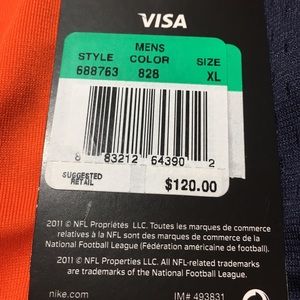 VISA
MENS
STYLE COLOR SIZE
688763 828 XL
8 83212 64390 2
SUGGESTED
RETAIL
$120.00
2011 © NFL Propriétés LLC. Toutes les marques de commerce
relatives à la NFL sont des marques de commerce de la
National Football League (Fédération américaine de football).
2011 © NFL Properties LLC. All NFL-related trademarks are
trademarks of the National Football League.
nike.com IM# 493831